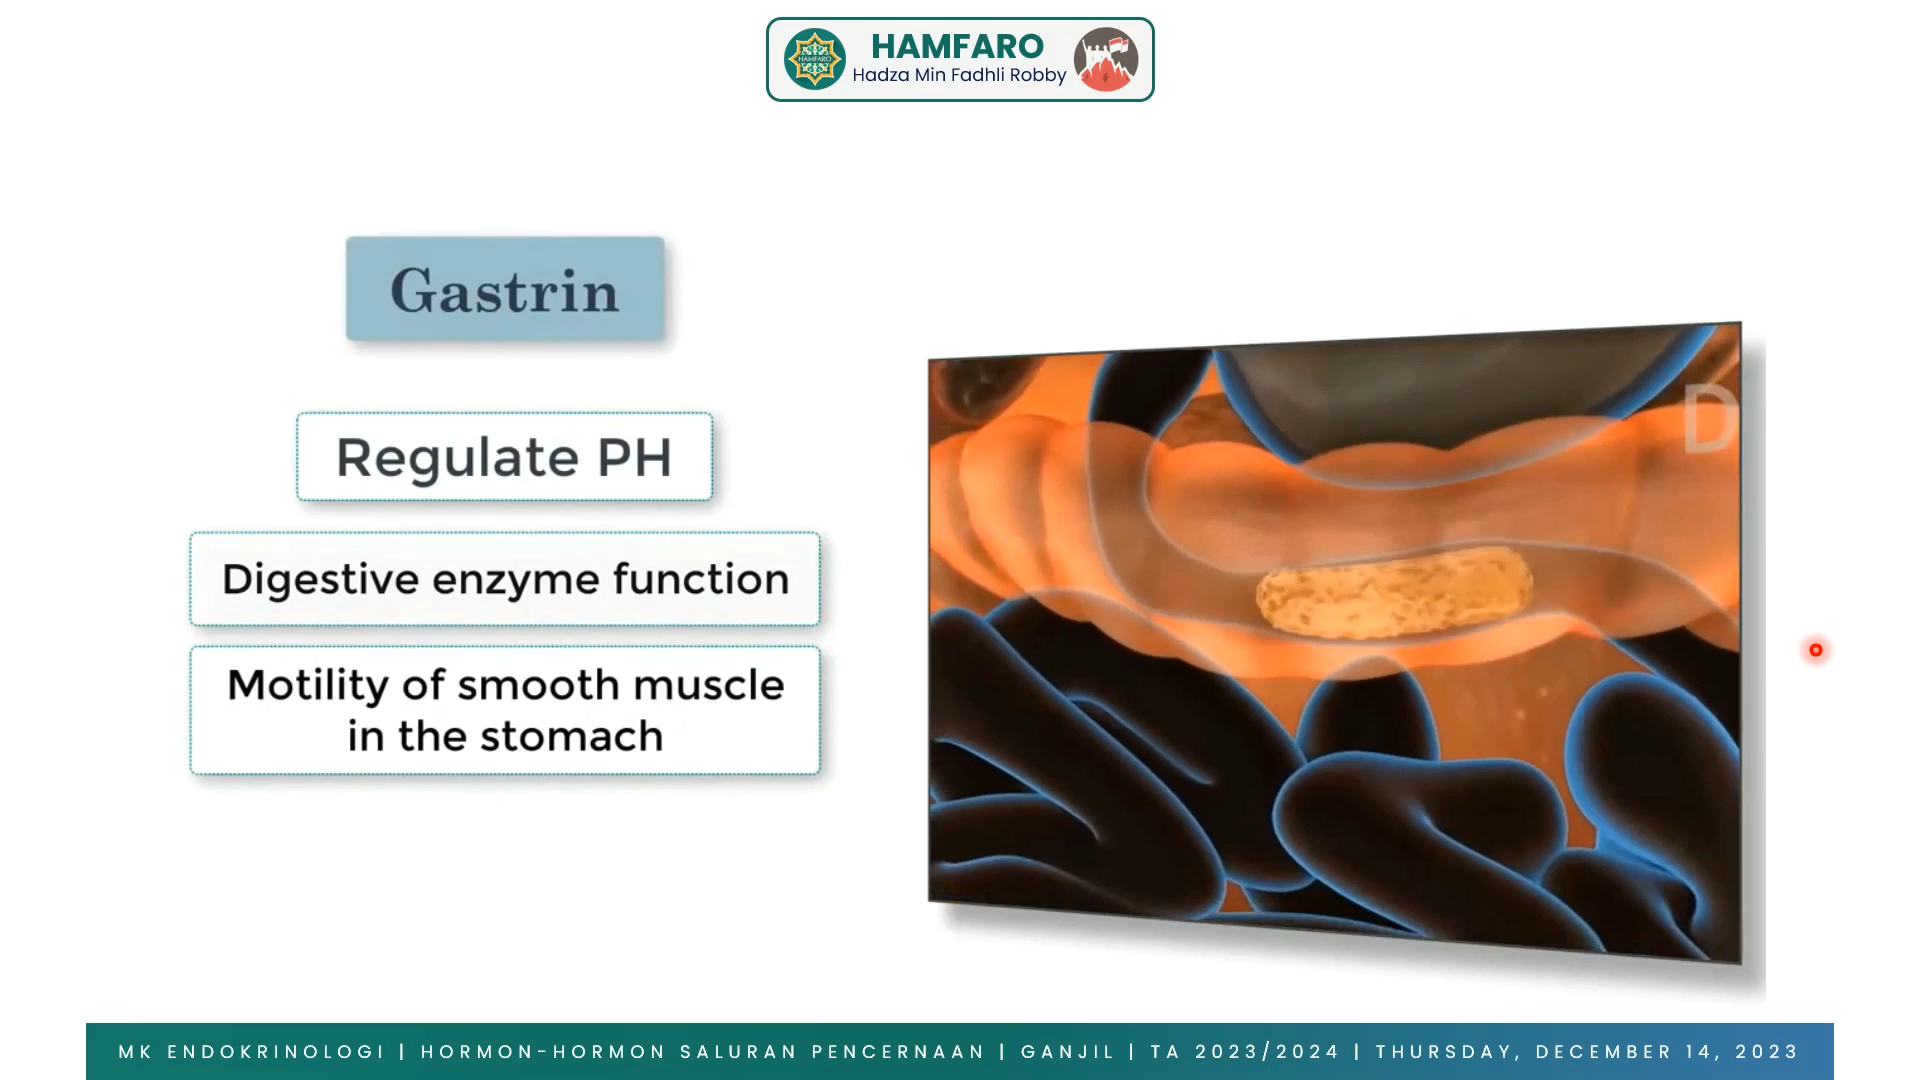 HAMFARO
HAMFARO
Hadza Min Fadhli Robby
Gastrin
Regulate PH
Digestive enzyme function
Motility of smooth muscle
in the stomach
D
MK ENDOKRINOLOGI | HORMON-HORMON SALURAN PENCERNAAN | GANJIL | TA 2023/2024 | THURSDAY, DECEMBER 14, 2023